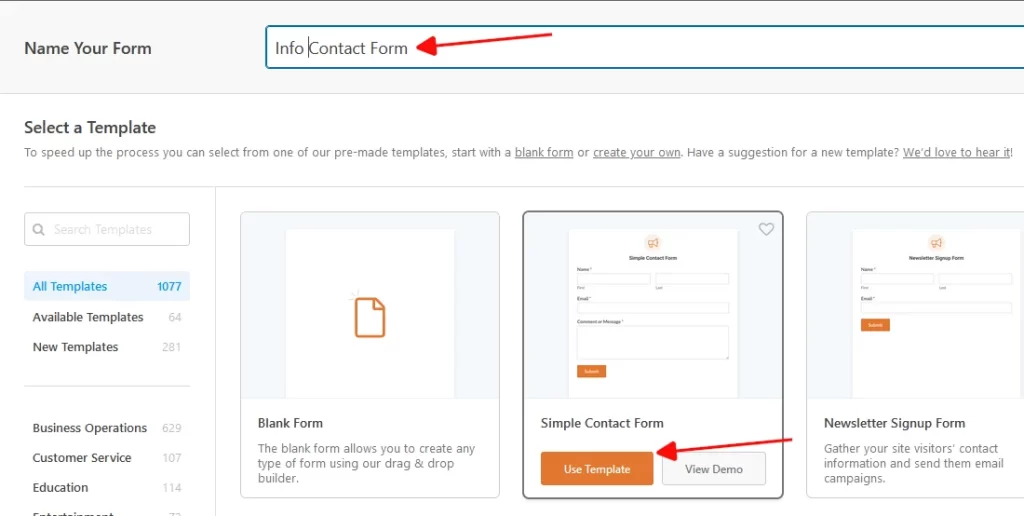 Name Your Form
Info Contact Form
Select a Template
To speed up the process you can select from one of our pre-made templates, start with a blank form or create your own. Have a suggestion for a new template? We'd love to hear it!
Search Templates
All Templates 1077
Available Templates 64
New Templates 281
Business Operations 629
Customer Service 107
Education 114
Entertainment 73
Blank Form
The blank form allows you to create any
type of form using our drag & drop
builder.
Simple Contact Form
Name *
First Last
Email *
Comment or Message *
Submit
Simple Contact Form
Use Template View Demo
Newsletter Signup Form
Name *
First Last
Email *
Submit
Newsletter Signup Form
Gather your site visitors' contact
information and send them email
campaigns.